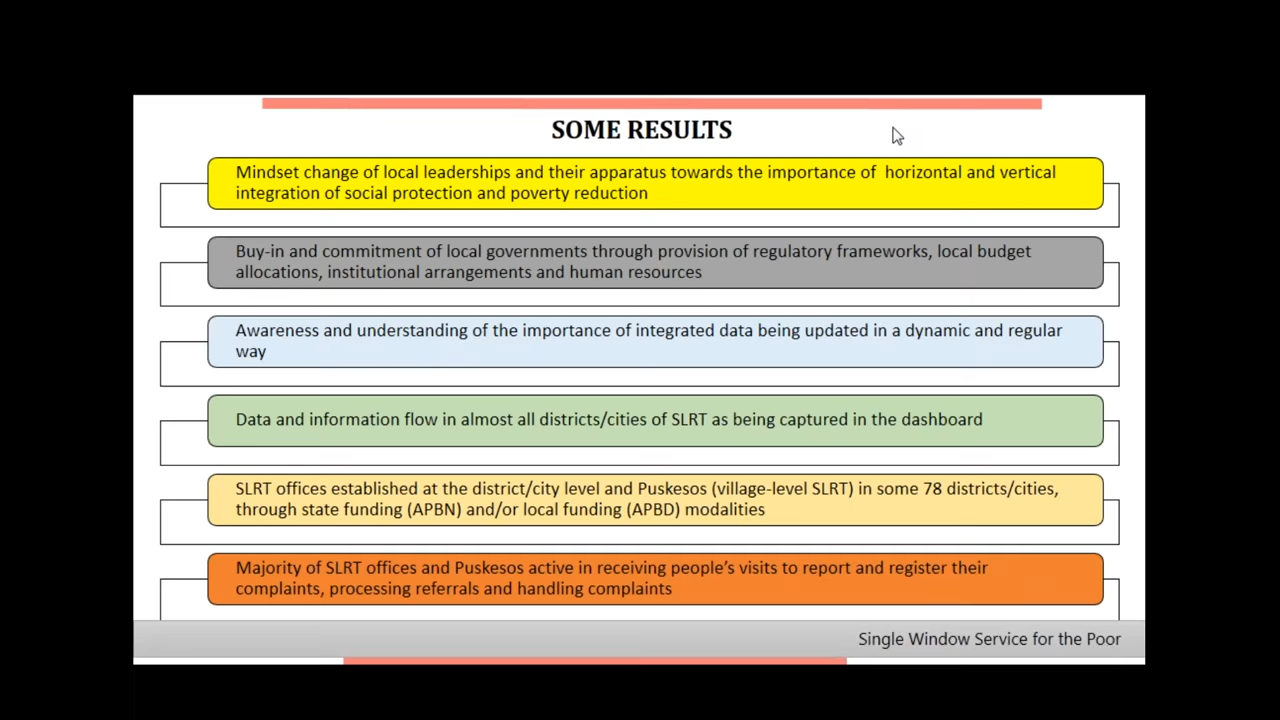 SOME RESULTS
Mindset change of local leaderships and their apparatus towards the importance of horizontal and vertical
integration of social protection and poverty reduction
Buy-in and commitment of local governments through provision of regulatory frameworks, local budget
allocations, institutional arrangements and human resources
Awareness and understanding of the importance of integrated data being updated in a dynamic and regular
way
Data and information flow in almost all districts/cities of SLRT as being captured in the dashboard
SLRT offices established at the district/city level and Puskesos (village-level SLRT) in some 78 districts/cities,
through state funding (APBN) and/or local funding (APBD) modalities
Majority of SLRT offices and Puskesos active in receiving people’s visits to report and register their
complaints, processing referrals and handling complaints
Single Window Service for the Poor